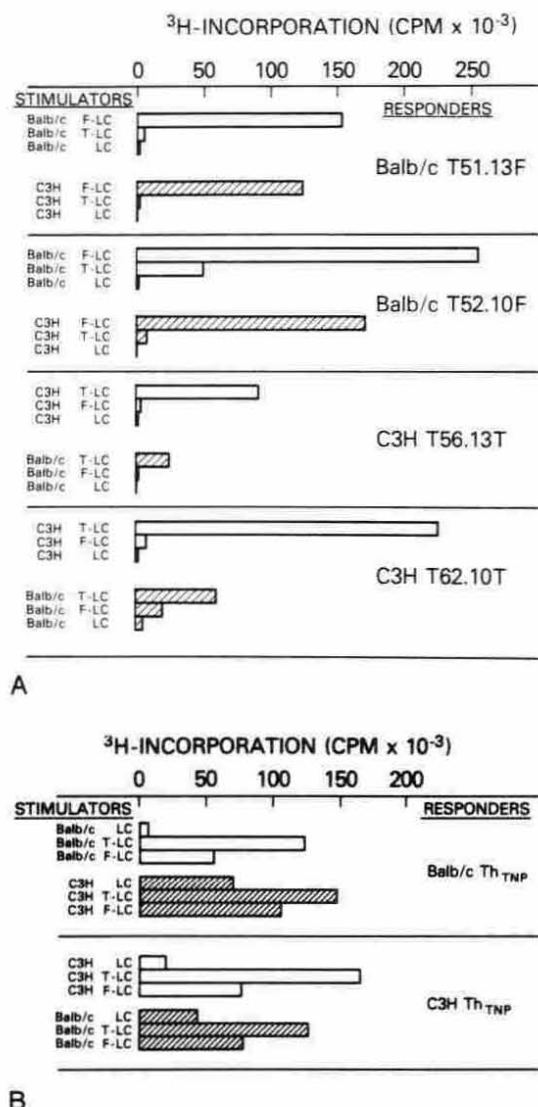 ³H-INCORPORATION (CPM x 10⁻³)
0 50 100 150 200 250
STIMULATORS RESPONDERS
Balb/c F-LC
Balb/c T-LC
Balb/c LC
Balb/c T51.13F
C3H F-LC
C3H T-LC
C3H LC
Balb/c F-LC
Balb/c T-LC
Balb/c LC
Balb/c T52.10F
C3H F-LC
C3H T-LC
C3H LC
C3H T-LC
C3H F-LC
C3H LC
C3H T56.13T
Balb/c T-LC
Balb/c F-LC
Balb/c LC
C3H T-LC
C3H F-LC
C3H LC
C3H T62.10T
Balb/c T-LC
Balb/c F-LC
Balb/c LC
A
³H-INCORPORATION (CPM x 10⁻³)
0 50 100 150 200
STIMULATORS RESPONDERS
Balb/c LC
Balb/c T-LC
Balb/c F-LC
Balb/c Th TNP
C3H LC
C3H T-LC
C3H F-LC
C3H LC
C3H T-LC
C3H F-LC
C3H Th TNP
Balb/c LC
Balb/c T-LC
Balb/c F-LC
B